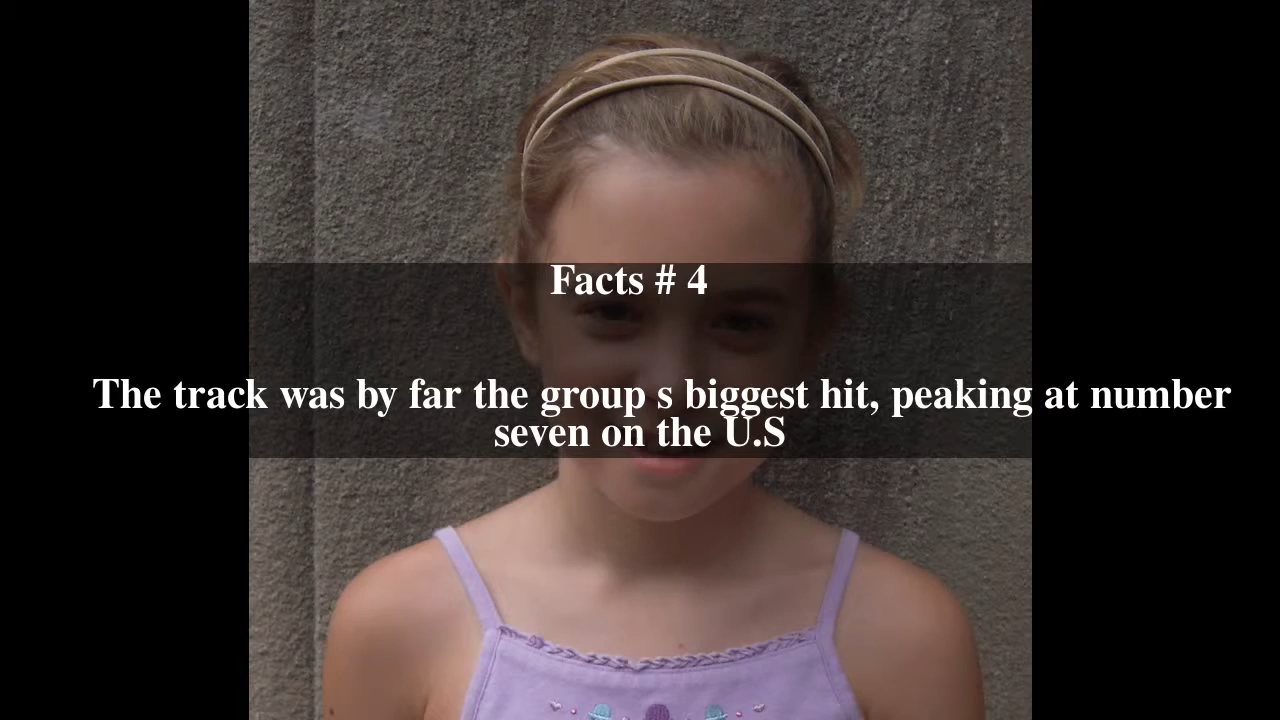 Facts # 4
The track was by far the group s biggest hit, peaking at number
seven on the U.S